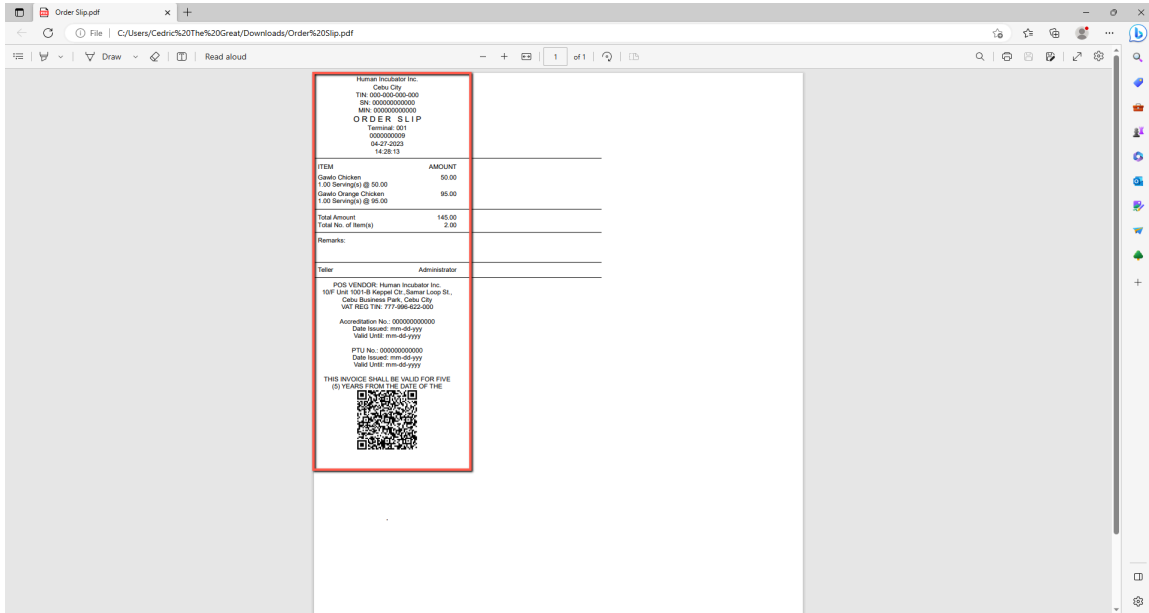 Order Slip.pdf
File | C:/Users/Cedric%20The%20Great/Downloads/Order%20Slip.pdf
Draw
Read aloud
1 of 1
Human Incubator Inc.
Cebu City
TIN: 000-000-000-000
SN: 000000000000
MIN: 000000000000
ORDER SLIP
Terminal: 001
0000000009
04-27-2023
14:28:13
ITEM AMOUNT
Gawlo Chicken 50.00
1.00 Serving(s) @ 50.00
Gawlo Orange Chicken 95.00
1.00 Serving(s) @ 95.00
Total Amount 145.00
Total No. of Item(s) 2.00
Remarks:
Teller Administrator
POS VENDOR: Human Incubator Inc.
10/F Unit 1001-B Keppel Ctr.,Samar Loop St.,
Cebu Business Park, Cebu City
VAT REG TIN: 777-996-622-000
Accreditation No.: 000000000000
Date Issued: mm-dd-yyy
Valid Until: mm-dd-yyyy
PTU No.: 000000000000
Date Issued: mm-dd-yyy
Valid Until: mm-dd-yyyy
THIS INVOICE SHALL BE VALID FOR FIVE
(5) YEARS FROM THE DATE OF THE